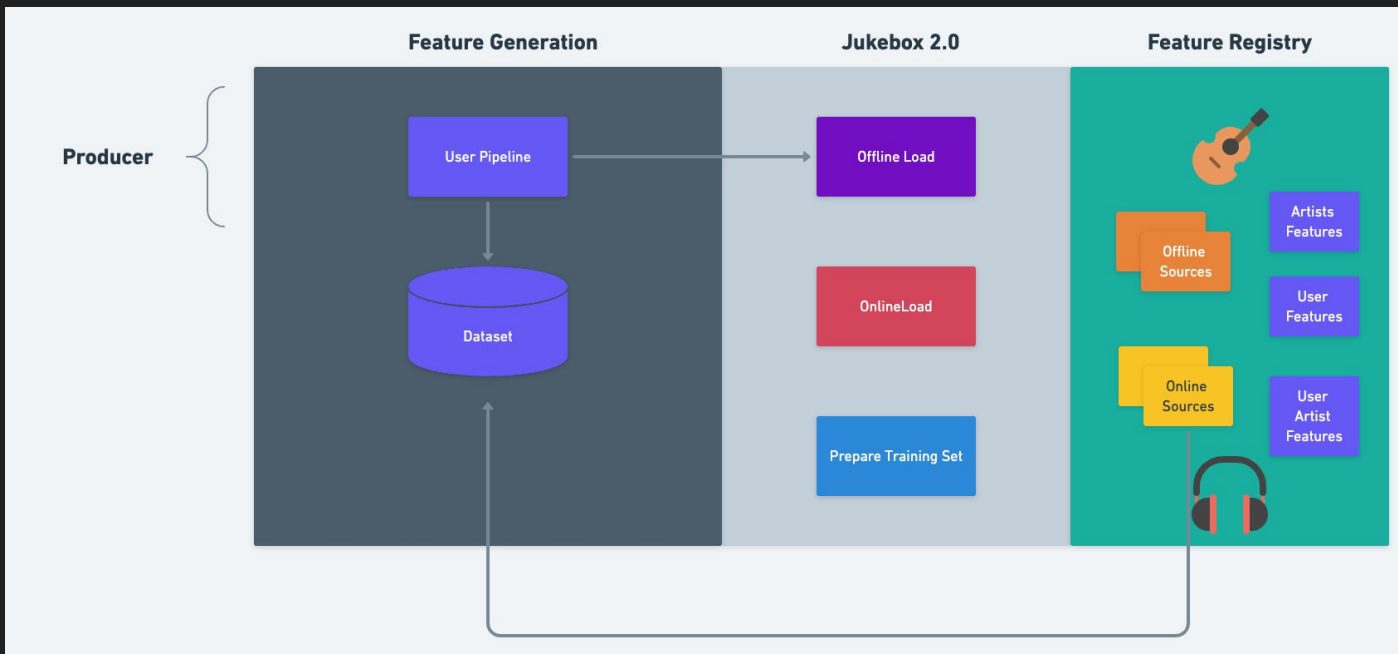 Feature Generation
Jukebox 2.0
Feature Registry
Producer
User Pipeline
Offline Load
Artists
Features
Offline
Sources
User
Features
OnlineLoad
Dataset
Online
Sources
User
Artist
Features
Prepare Training Set